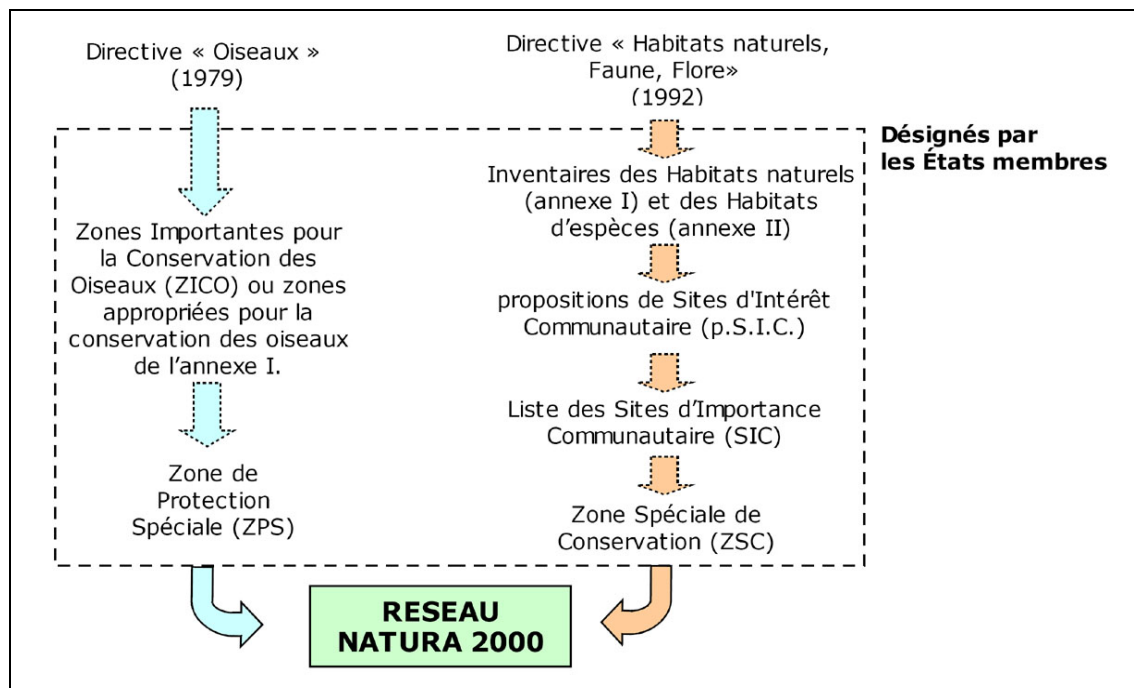 Directive « Oiseaux »
(1979)
Zones Importantes pour
la Conservation des
Oiseaux (ZICO) ou zones
appropriées pour la
conservation des oiseaux
de l’annexe I.
Zone de
Protection
Spéciale (ZPS)
Directive « Habitats naturels,
Faune, Flore»
(1992)
Inventaires des Habitats naturels
(annexe I) et des Habitats
d’espèces (annexe II)
propositions de Sites d'Intérêt
Communautaire (p.S.I.C.)
Liste des Sites d’Importance
Communautaire (SIC)
Zone Spéciale de
Conservation (ZSC)
Désignés par
les États membres
RESEAU
NATURA 2000